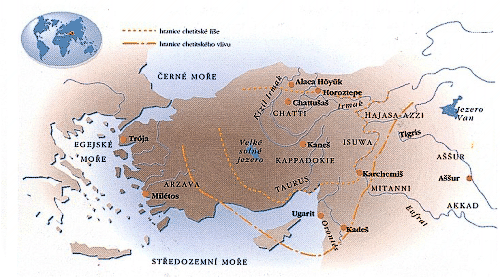 hranice chetitské říše
hranice chetitského vlivu
ČERNÉ MOŘE
Alaca Höyük
Horoztepe
Kizil Irmak
Chattušaš
Irmak
CHATTI
HAJASA-AZZI
Jezero
Van
Trója
Velké
solné
jezero
Kaneš
ISUWA
Tigris
EGEJSKÉ
MOŘE
KAPPADOKIE
AŠŠUR
ARZAVA
TAURUS
Karchemiš
MITANNI
Aššur
Milétos
AKKAD
Ugarit
Orontés
Kadeš
Eufrat
STŘEDOZEMNÍ MOŘE